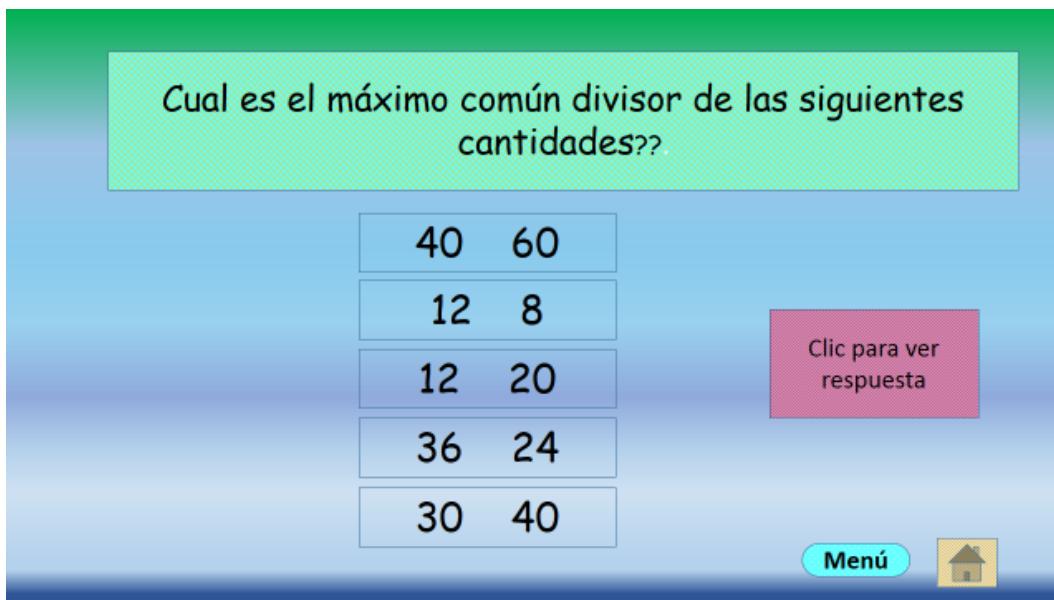 Cual es el máximo común divisor de las siguientes
cantidades??.
40 60
12 8
12 20
36 24
30 40
Clic para ver
respuesta
Menú